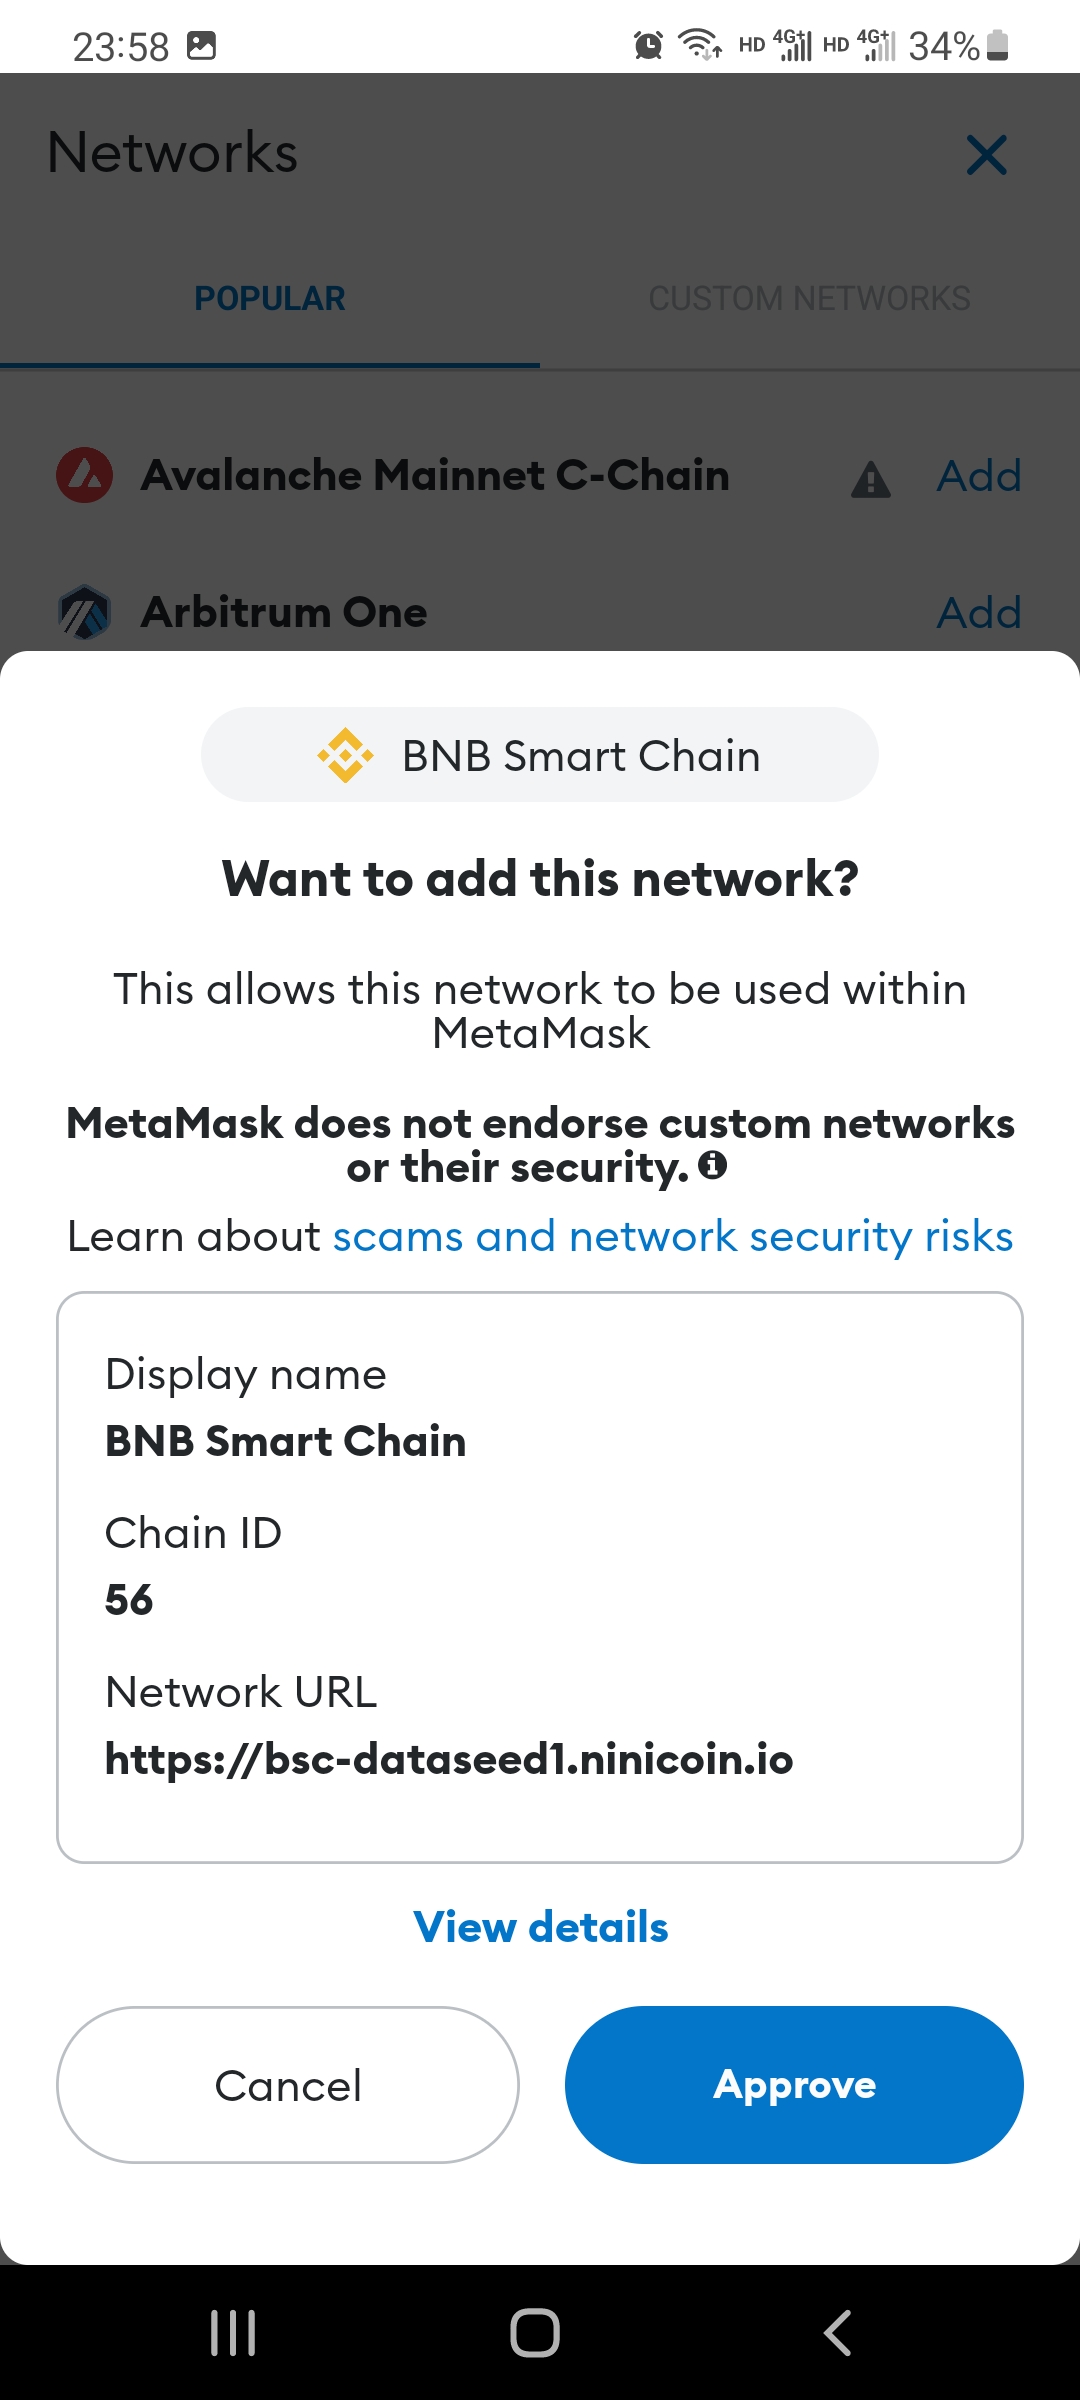 23:58
HD 4G+ HD 4G+ 34%
Networks
POPULAR
CUSTOM NETWORKS
Avalanche Mainnet C-Chain Add
Arbitrum One Add
BNB Smart Chain
Want to add this network?
This allows this network to be used within
MetaMask
MetaMask does not endorse custom networks
or their security.
Learn about scams and network security risks
Display name
BNB Smart Chain
Chain ID
56
Network URL
https://bsc-dataseed1.ninicoin.io
View details
Cancel
Approve